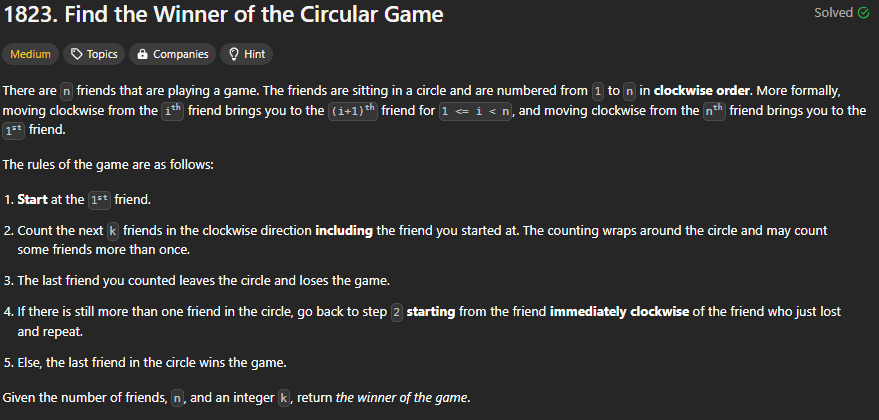 1823. Find the Winner of the Circular Game
Solved
Medium Topics Companies Hint
There are n friends that are playing a game. The friends are sitting in a circle and are numbered from 1 to n in clockwise order. More formally,
moving clockwise from the ith friend brings you to the (i+1)th friend for 1 <= i < n, and moving clockwise from the nth friend brings you to the
1st friend.
The rules of the game are as follows:
1. Start at the 1st friend.
2. Count the next k friends in the clockwise direction including the friend you started at. The counting wraps around the circle and may count
some friends more than once.
3. The last friend you counted leaves the circle and loses the game.
4. If there is still more than one friend in the circle, go back to step 2 starting from the friend immediately clockwise of the friend who just lost
and repeat.
5. Else, the last friend in the circle wins the game.
Given the number of friends, n, and an integer k, return the winner of the game.